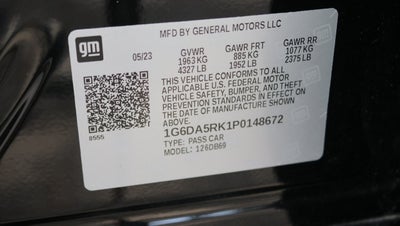 MFD BY GENERAL MOTORS LLC
gm
05/23
GVWR GAWR FRT GAWR RR
1963 KG 885 KG 1077 KG
4327 LB 1952 LB 2375 LB
THIS VEHICLE CONFORMS TO ALL
APPLICABLE U.S. FEDERAL MOTOR
VEHICLE SAFETY, BUMPER, AND THEFT
PREVENTION STANDARDS IN EFFECT ON
THE DATE OF MANUFACTURE SHOWN ABOVE.
9555
1G6DA5RK1P0148672
TYPE: PASS CAR
MODEL: 126DB69